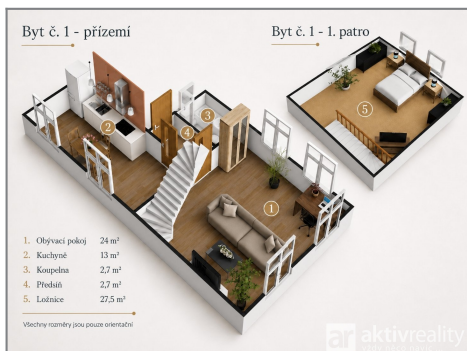 Byt č. 1 - přízemí
Byt č. 1 - 1. patro
2
3
4
1
5
1. Obývací pokoj 24 m²
2. Kuchyně 13 m²
3. Koupelna 2,7 m²
4. Předsíň 2,7 m²
5. Ložnice 27,5 m²
Všechny rozměry jsou pouze orientační
ar aktivreality